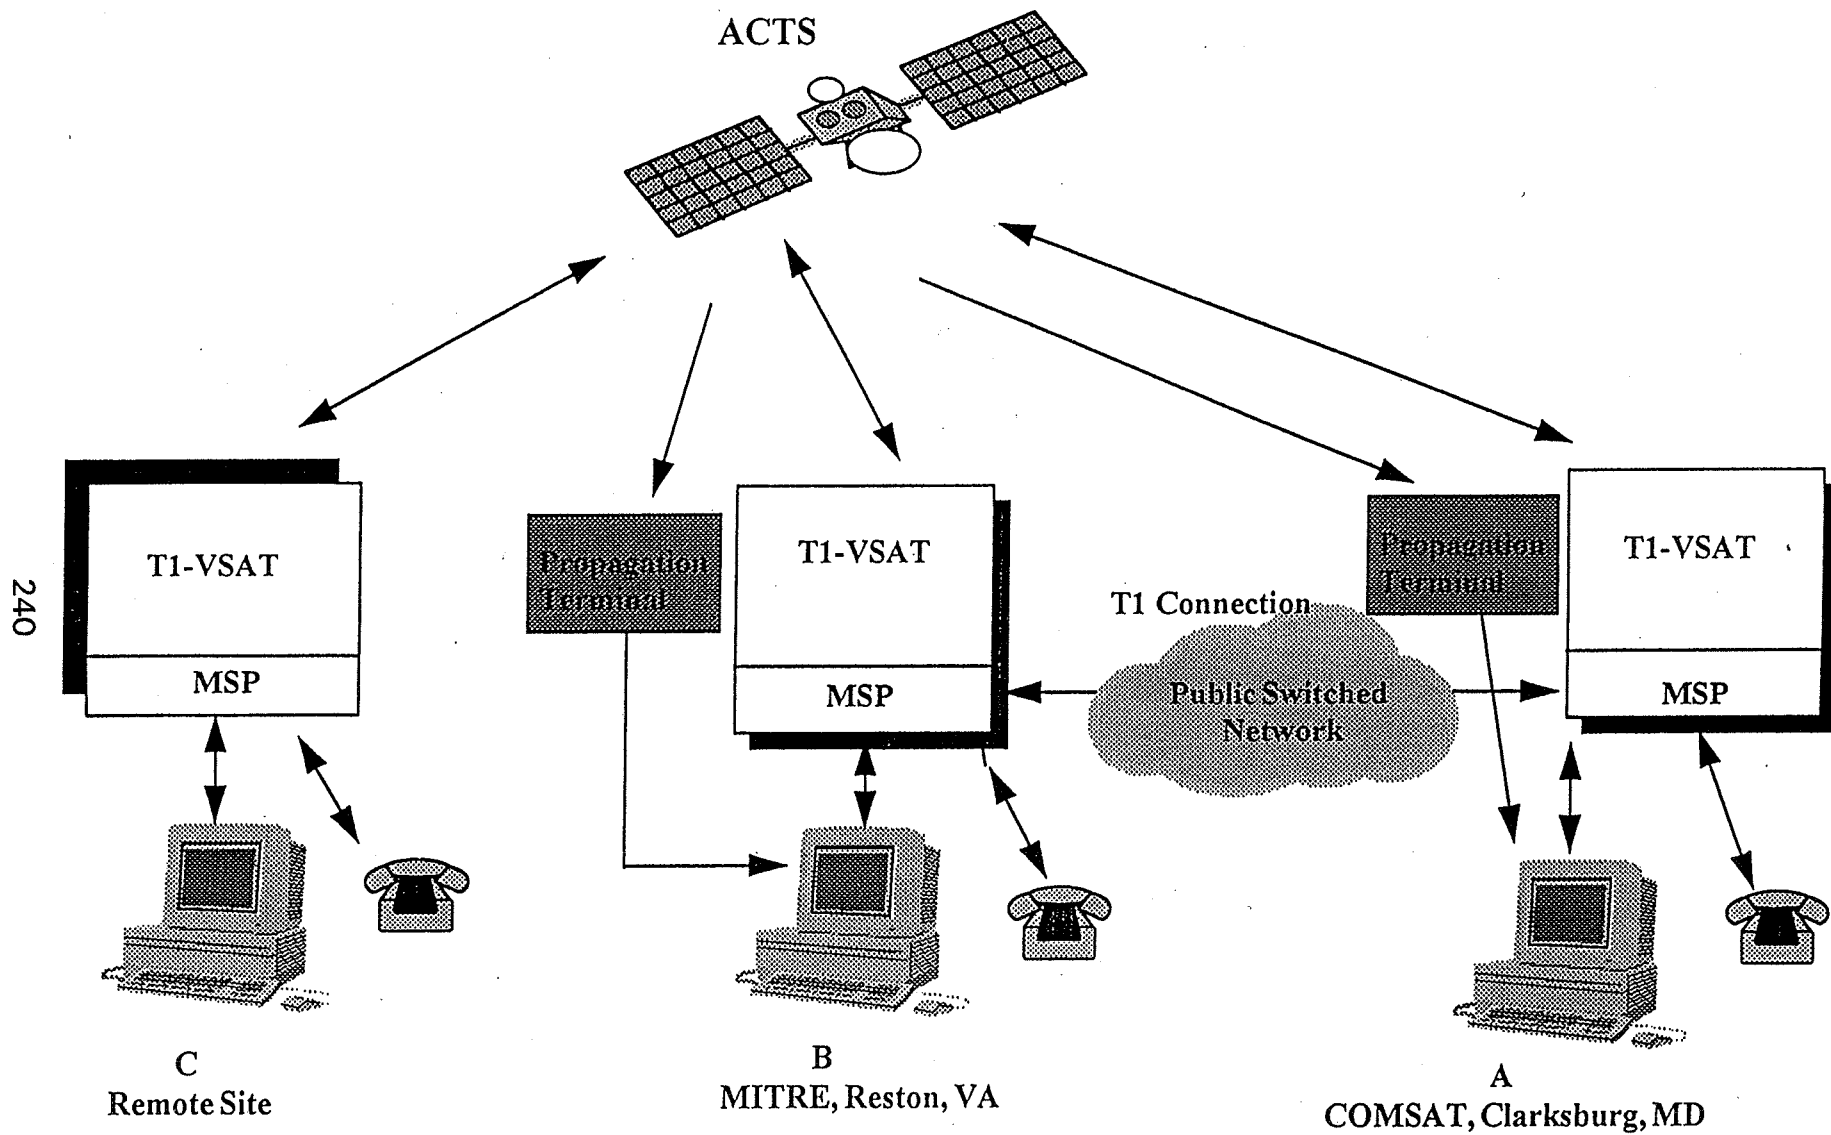 ACTS
T1-VSAT
MSP
Propagation
Terminal
T1-VSAT
MSP
T1 Connection
Public Switched
Network
Propagation
Terminal
T1-VSAT
MSP
240
C
Remote Site
B
MITRE, Reston, VA
A
COMSAT, Clarksburg, MD